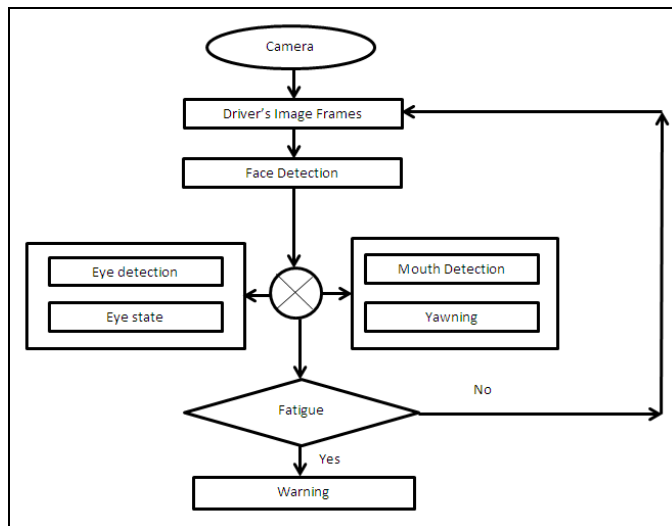 Camera
Driver's Image Frames
Face Detection
Eye detection
Eye state
Mouth Detection
Yawning
Fatigue
No
Yes
Warning